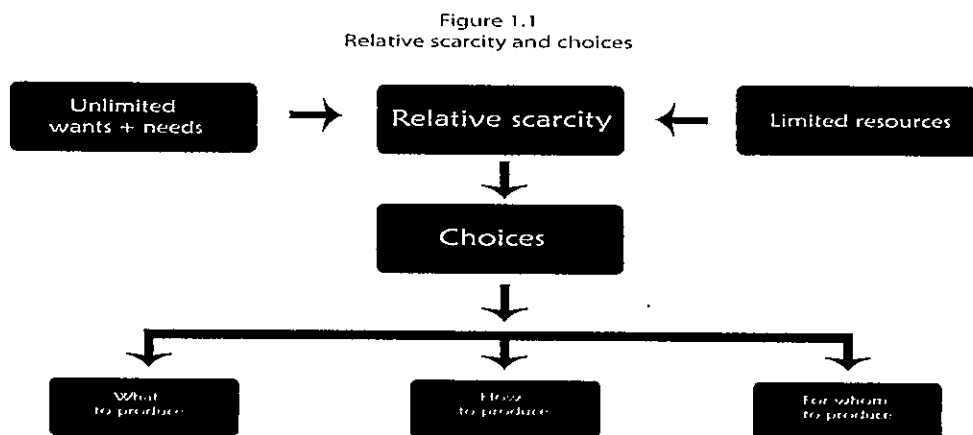 Figure 1.1
Relative scarcity and choices
Unlimited
wants + needs
Relative scarcity
Limited resources
Choices
What
to produce
How
to produce
For whom
to produce